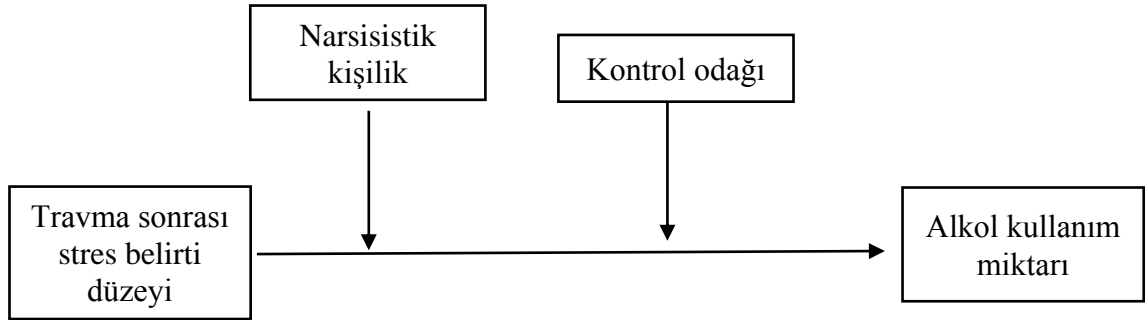 Narsisistik
kişilik
Kontrol odağı
Travma sonrası
stres belirti
düzeyi
Alkol kullanım
miktarı